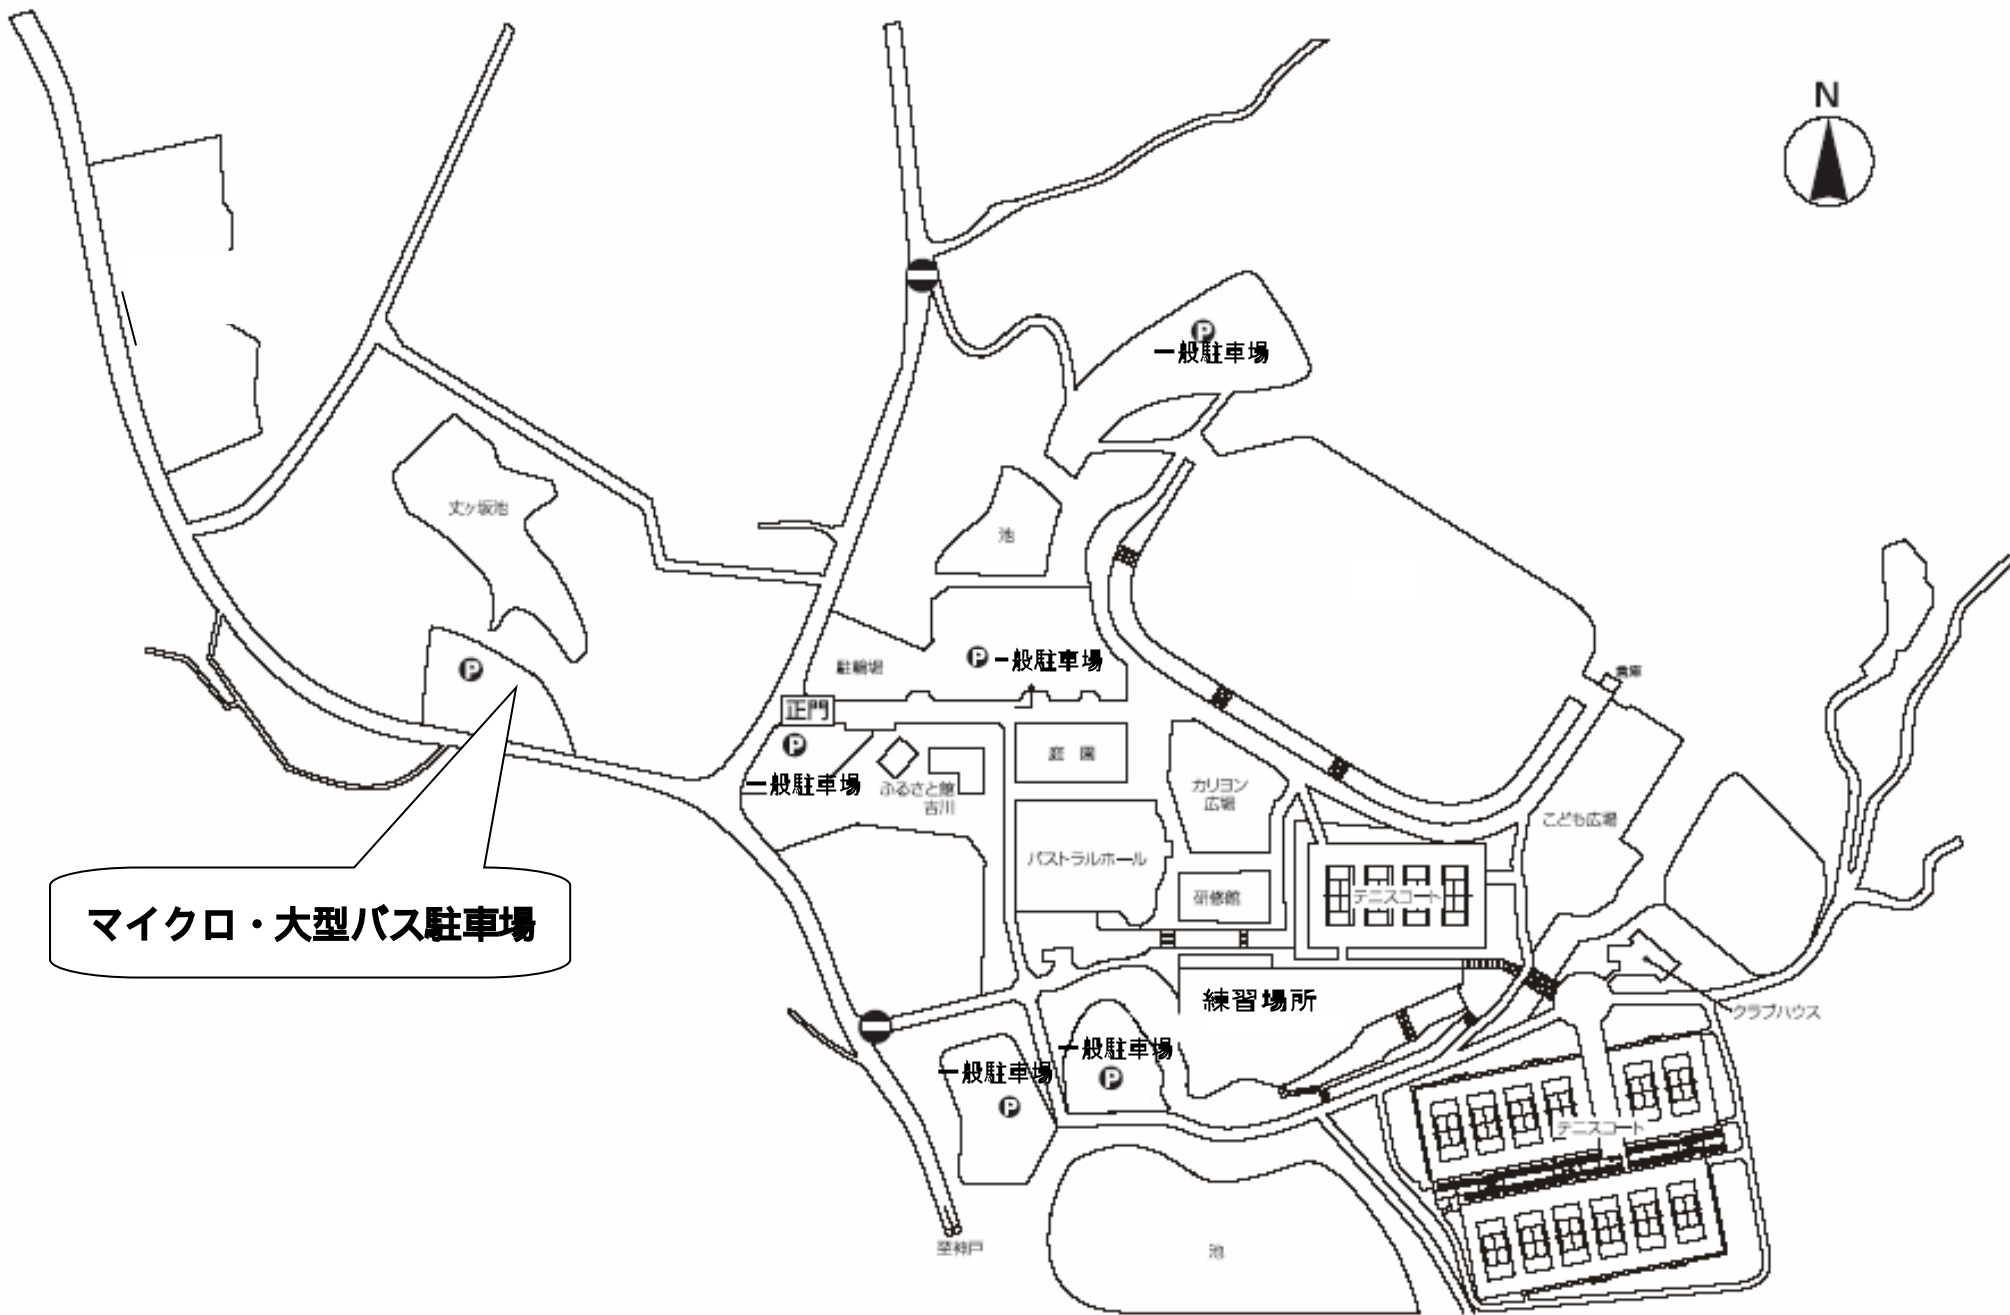 N
P
一般駐車場
丈ヶ坂池
池
P
駐輪場
P 一般駐車場
倉庫
正門
P
一般駐車場
庭 園
ふるさと館
吉川
カリヨン
広場
こども広場
パストラルホール
研修館
テニスコート
マイクロ・大型バス駐車場
練習場所
クラブハウス
一般駐車場
P
一般駐車場
P
テニスコート
至神戸
池